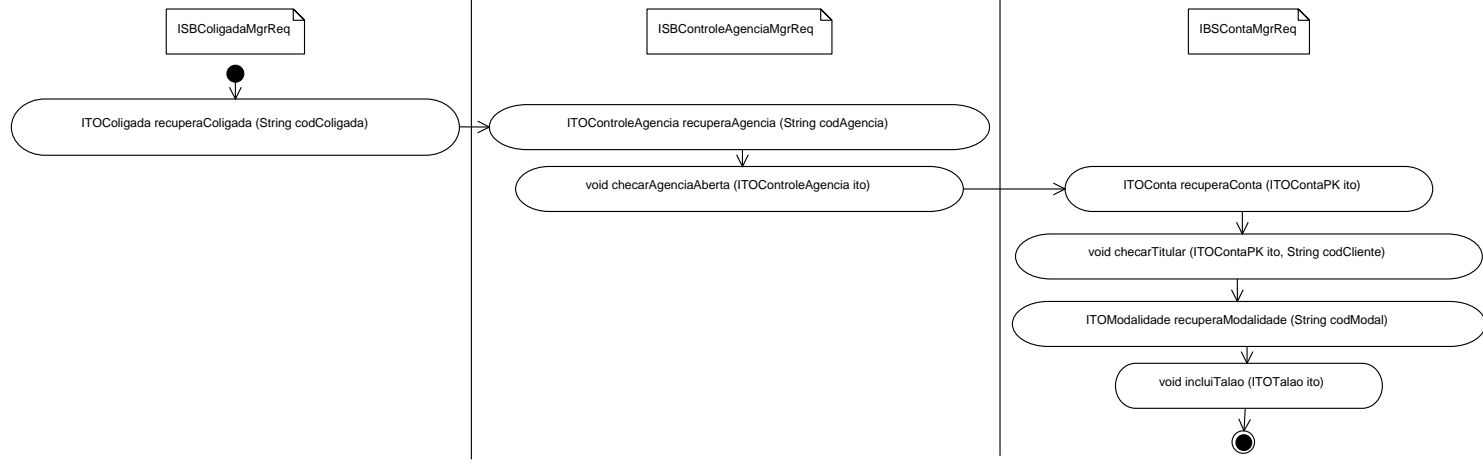 ISBColigadaMgrReq
ISBControleAgenciaMgrReq
IBSContaMgrReq
ITOColigada recuperaColigada (String codColigada)
ITOControleAgencia recuperaAgencia (String codAgencia)
void checarAgenciaAberta (ITOControleAgencia ito)
ITOConta recuperaConta (ITOContaPK ito)
void checarTitular (ITOContaPK ito, String codCliente)
ITOModalidade recuperaModalidade (String codModal)
void incluiTalao (ITOTalao ito)